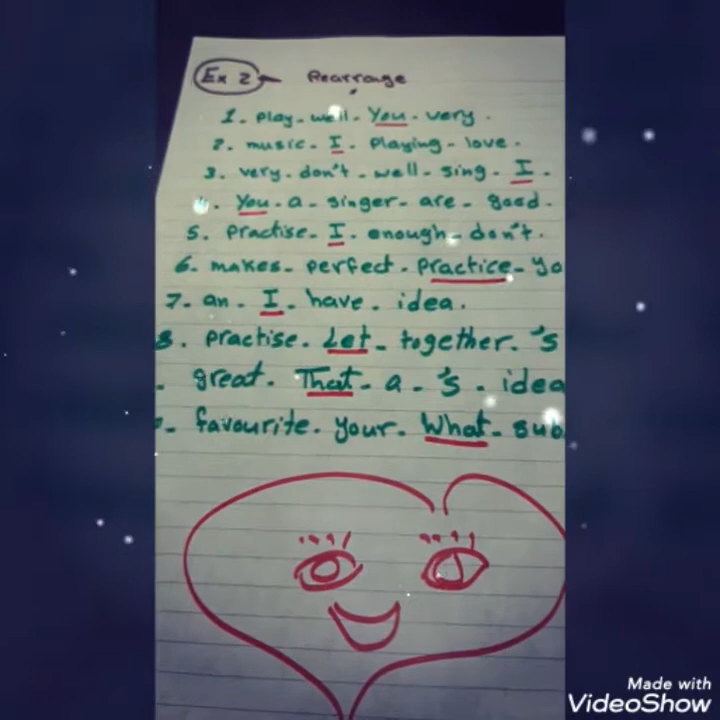 Ex 2 Rearrange
1. play - well - You - very .
2. music - I - playing - love .
3. very - don't - well - sing - I .
4. You - a - singer - are - good .
5. practise - I - enough - don't .
6. makes - perfect - practice - yo
7. an - I - have - idea .
8. practise - Let - together - 's
. great - That - a - 's - idea
- favourite - your - What - sub
Made with
VideoShow